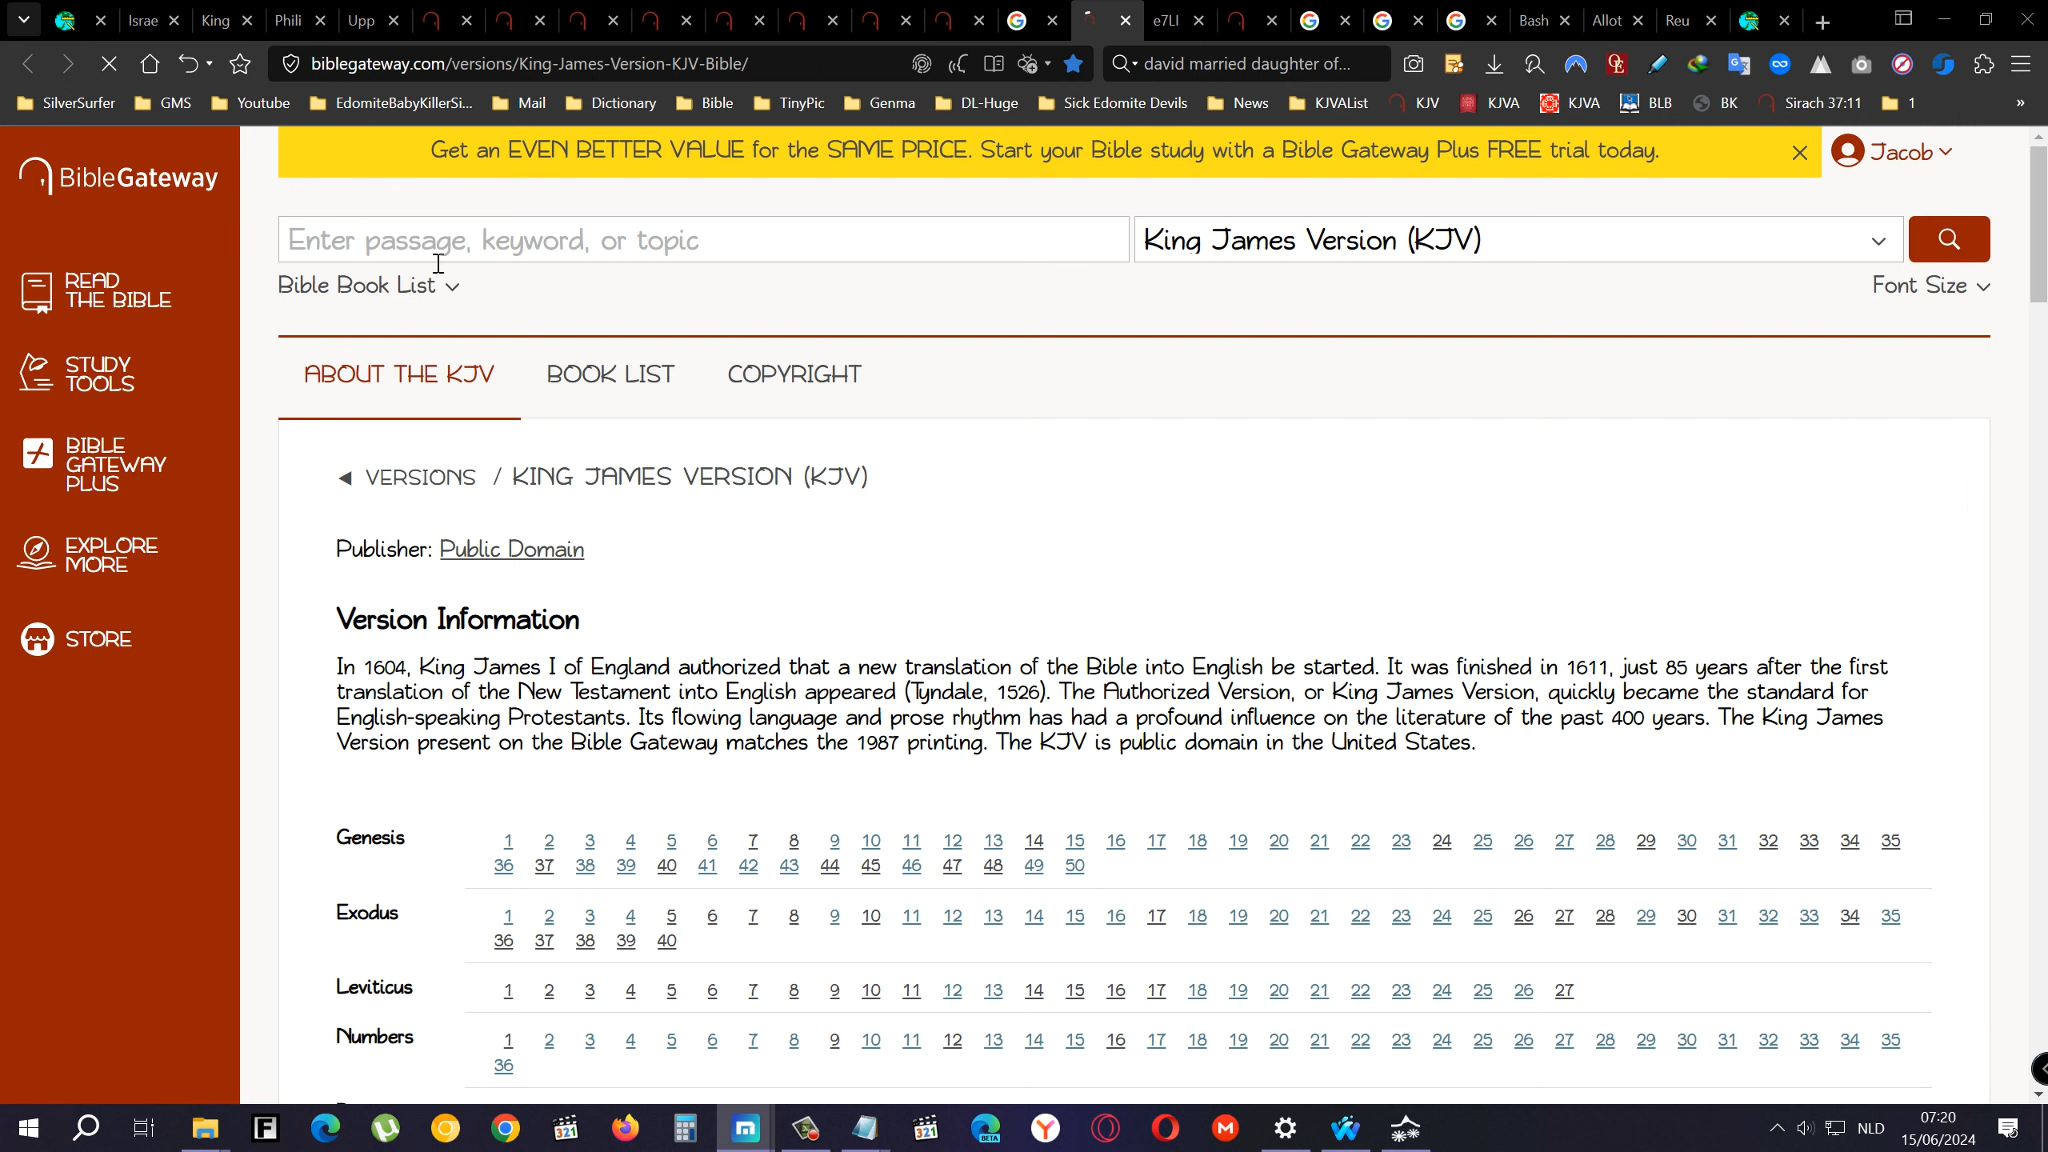 Israe
King
Phili
Upp
e7LI
Bash
Allot
Reu
biblegateway.com/versions/King-James-Version-KJV-Bible/
david married daughter of...
SilverSurfer
GMS
Youtube
EdomiteBabyKillerSi...
Mail
Dictionary
Bible
TinyPic
Genma
DL-Huge
Sick Edomite Devils
News
KJVAList
KJV
KJVA
KJVA
BLB
BK
Sirach 37:11
1
»
BibleGateway
READ
THE BIBLE
STUDY
TOOLS
BIBLE
GATEWAY
PLUS
EXPLORE
MORE
STORE
Get an EVEN BETTER VALUE for the SAME PRICE. Start your Bible study with a Bible Gateway Plus FREE trial today.
Jacob
Enter passage, keyword, or topic
King James Version (KJV)
Bible Book List
Font Size
ABOUT THE KJV
BOOK LIST
COPYRIGHT
VERSIONS / KING JAMES VERSION (KJV)
Publisher: Public Domain
Version Information
In 1604, King James I of England authorized that a new translation of the Bible into English be started. It was finished in 1611, just 85 years after the first
translation of the New Testament into English appeared (Tyndale, 1526). The Authorized Version, or King James Version, quickly became the standard for
English-speaking Protestants. Its flowing language and prose rhythm has had a profound influence on the literature of the past 400 years. The King James
Version present on the Bible Gateway matches the 1987 printing. The KJV is public domain in the United States.
Genesis 1 2 3 4 5 6 7 8 9 10 11 12 13 14 15 16 17 18 19 20 21 22 23 24 25 26 27 28 29 30 31 32 33 34 35
36 37 38 39 40 41 42 43 44 45 46 47 48 49 50
Exodus 1 2 3 4 5 6 7 8 9 10 11 12 13 14 15 16 17 18 19 20 21 22 23 24 25 26 27 28 29 30 31 32 33 34 35
36 37 38 39 40
Leviticus 1 2 3 4 5 6 7 8 9 10 11 12 13 14 15 16 17 18 19 20 21 22 23 24 25 26 27
Numbers 1 2 3 4 5 6 7 8 9 10 11 12 13 14 15 16 17 18 19 20 21 22 23 24 25 26 27 28 29 30 31 32 33 34 35
36
NLD
07:20
15/06/2024